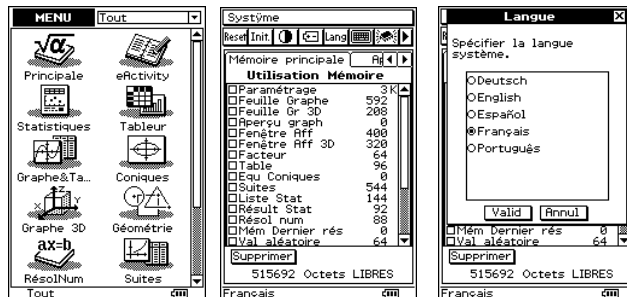 MENU Tout
Principale eActivity
Statistiques Tableur
Graphe&Ta... Coniques
Graphe 3D Géométrie
ax=b
RésolNum Suites
Tout
Systÿme
Reset Init. Lang
Mémoire principale
Utilisation Mémoire
Paramétrage 3K
Feuille Graphe 592
Feuille Gr 3D 208
Aperçu graph 0
Fenêtre Aff 400
Fenêtre Aff 3D 320
Facteur 64
Table 96
Equ Coniques 0
Suites 544
Liste Stat 144
Résult Stat 92
Résol num 88
Mém Dernier rés 0
Val aléatoire 64
Supprimer
515692 Octets LIBRES
Français
Langue
Spécifier la langue
système.
Deutsch
English
Español
Français
Português
Valid Annul
Mém Dernier rés 0
Val aléatoire 64
Supprimer
515692 Octets LIBRES
Français